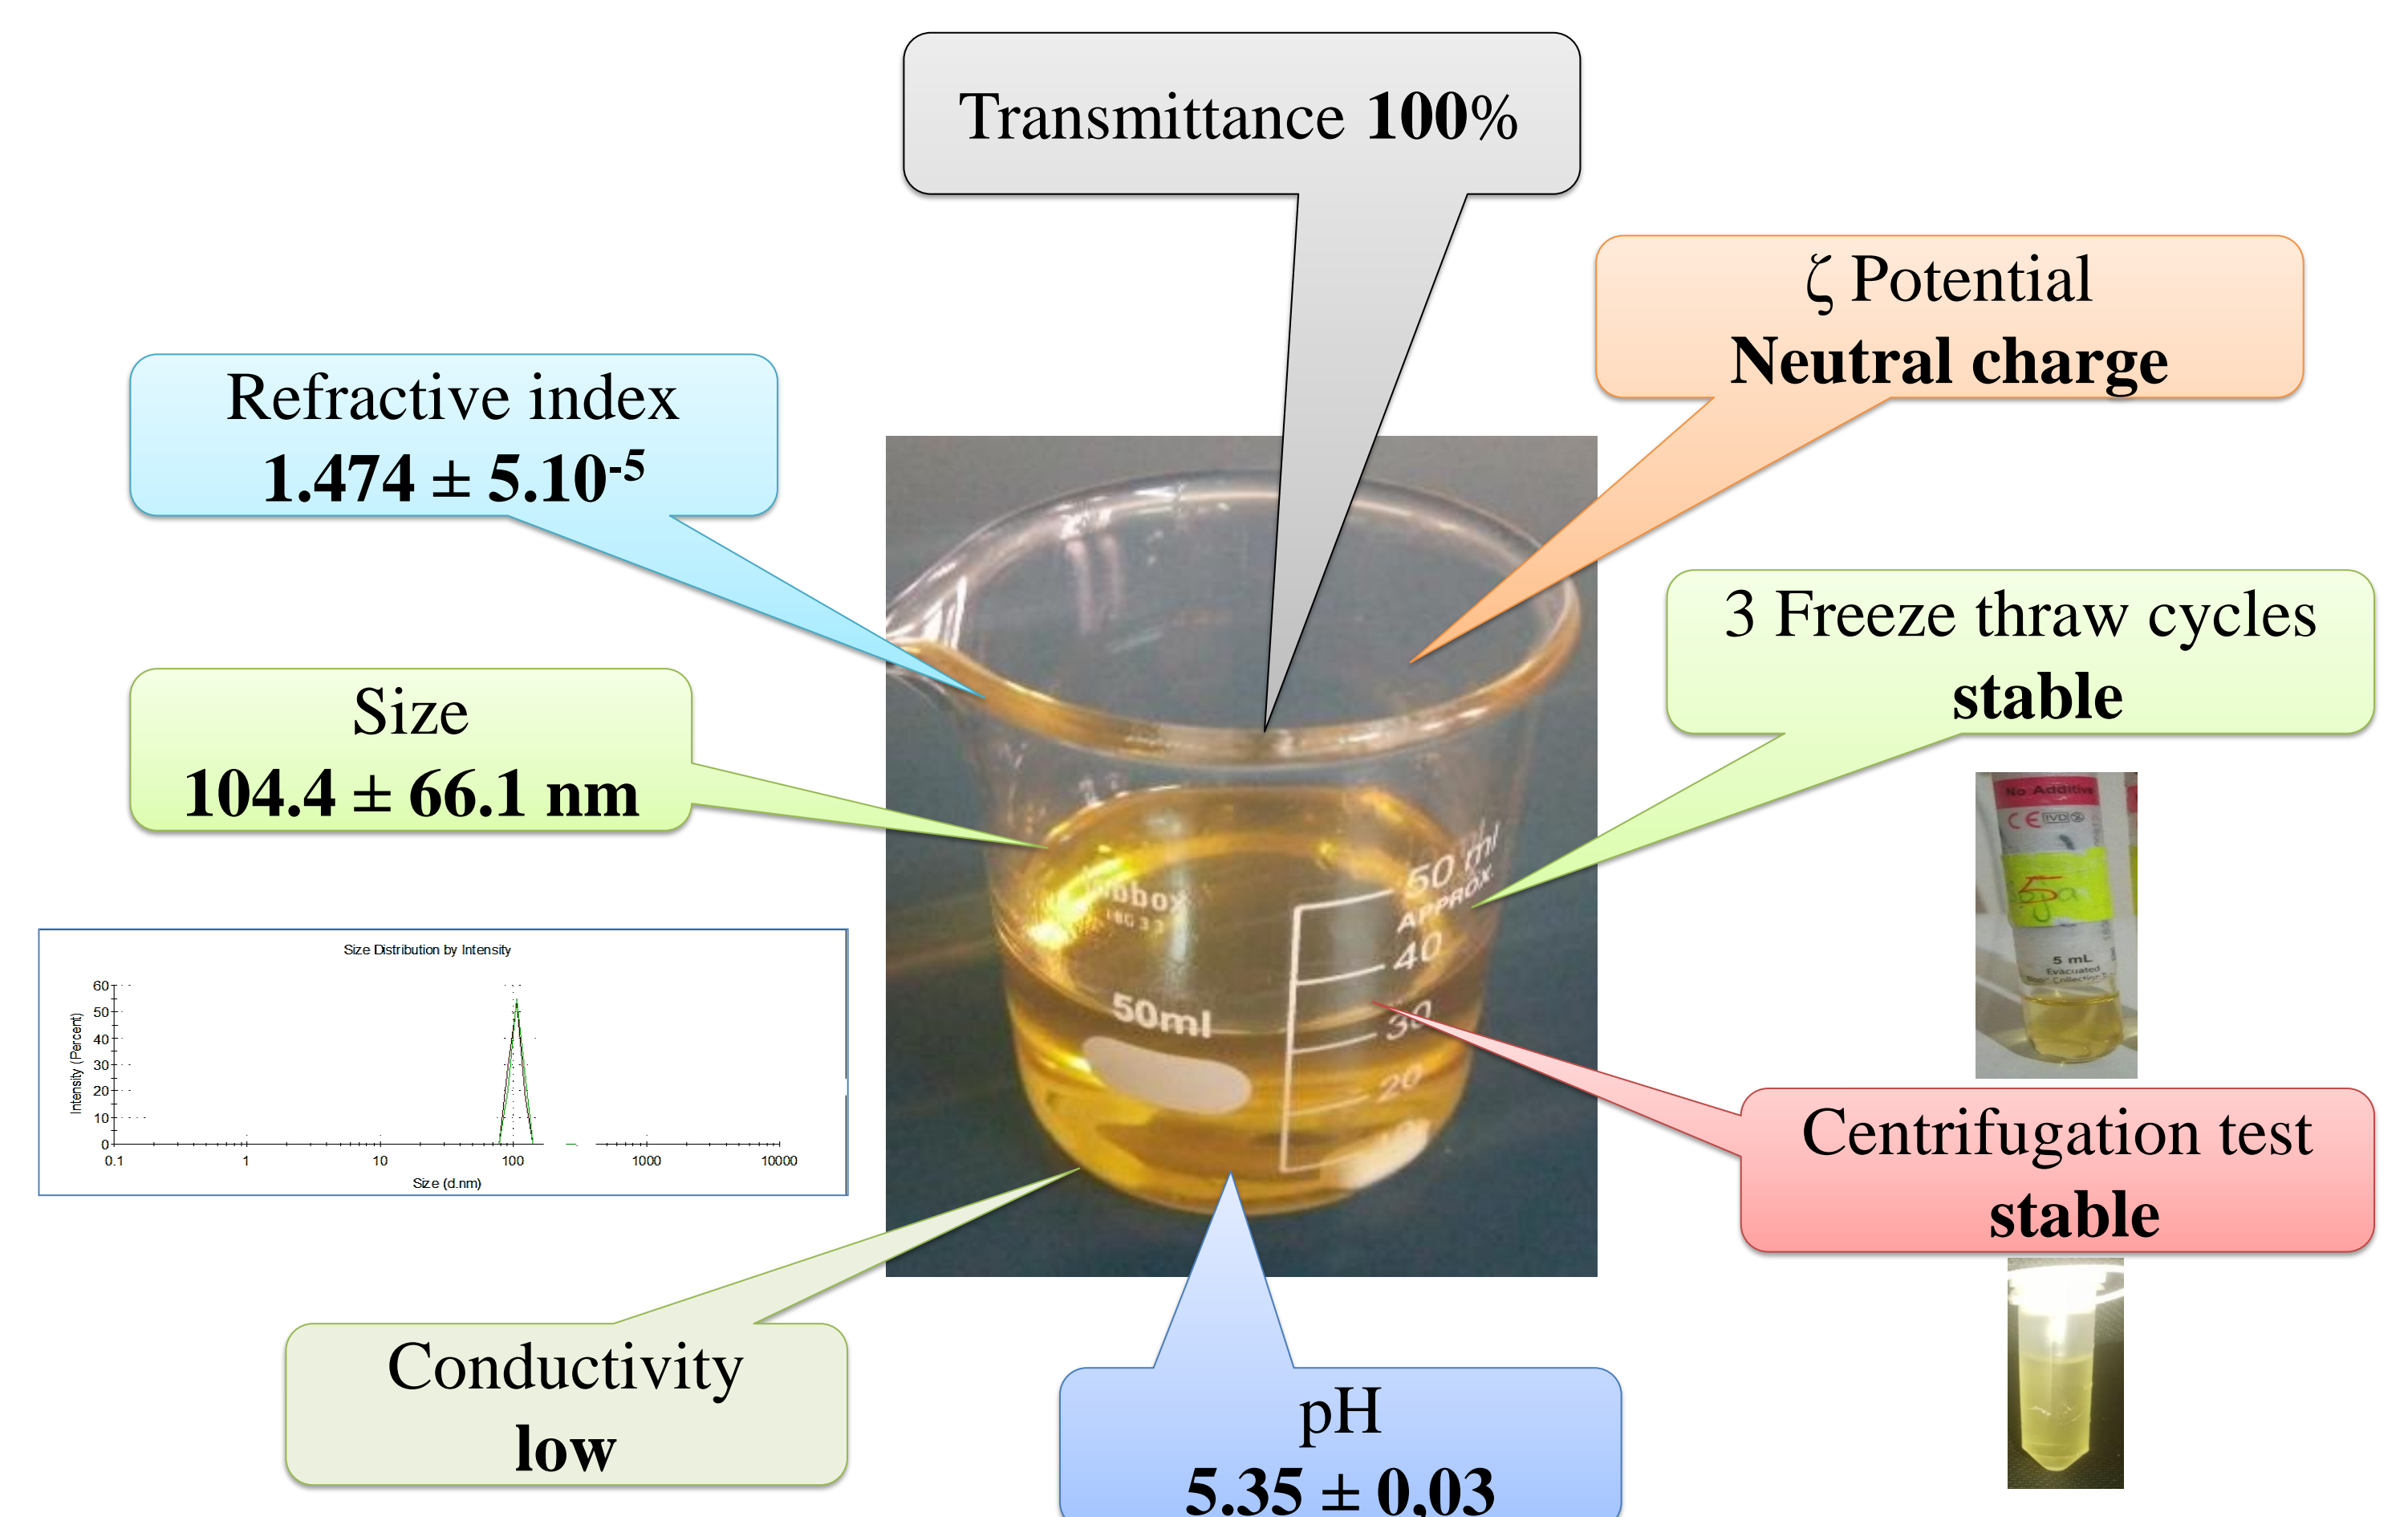 Transmittance 100%
ζ Potential
Neutral charge
Refractive index
1.474 ± 5.10⁻⁵
3 Freeze thraw cycles
stable
Size
104.4 ± 66.1 nm
No Additive
CE IVD
5 mL
Evacuated
50 ml
APPROX.
40
30
20
50ml
Size Distribution by Intensity
Intensity (Percent)
60
50
40
30
20
10
0
0.1 1 10 100 1000 10000
Size (d.nm)
Centrifugation test
stable
Conductivity
low
pH
5.35 ± 0,03